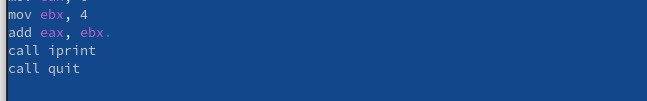 mov ebx, 4
add eax, ebx.
call iprint
call quit